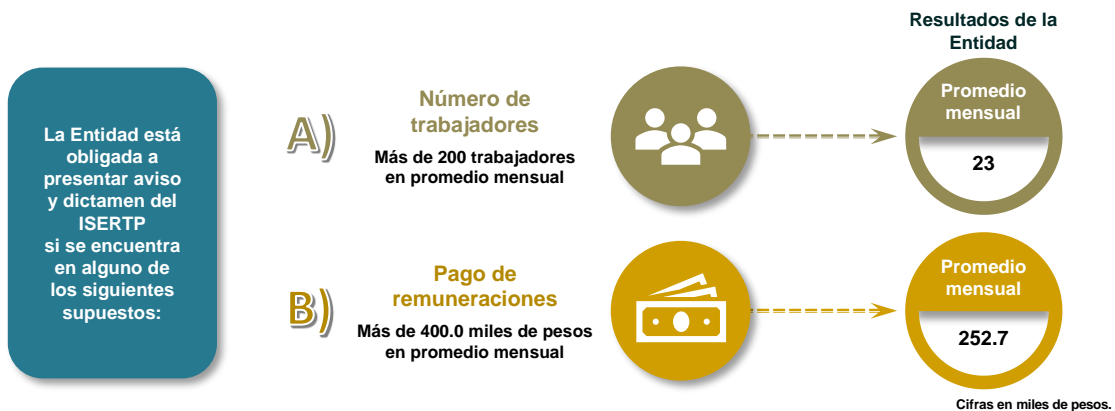 La Entidad está
obligada a
presentar aviso
y dictamen del
ISERTP
si se encuentra
en alguno de
los siguientes
supuestos:
A)
Número de
trabajadores
Más de 200 trabajadores
en promedio mensual
Resultados de la
Entidad
Promedio
mensual
23
B)
Pago de
remuneraciones
Más de 400.0 miles de pesos
en promedio mensual
Promedio
mensual
252.7
Cifras en miles de pesos.